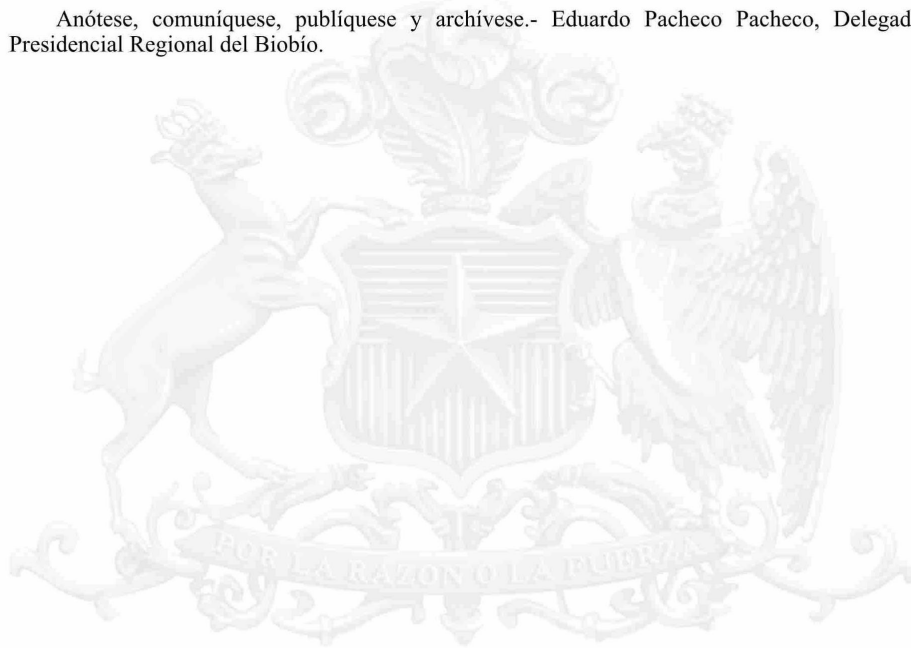 Anótese, comuníquese, publíquese y archívese.- Eduardo Pacheco Pacheco, Delegad
Presidencial Regional del Biobío.
POR LA RAZON O LA FUERZA